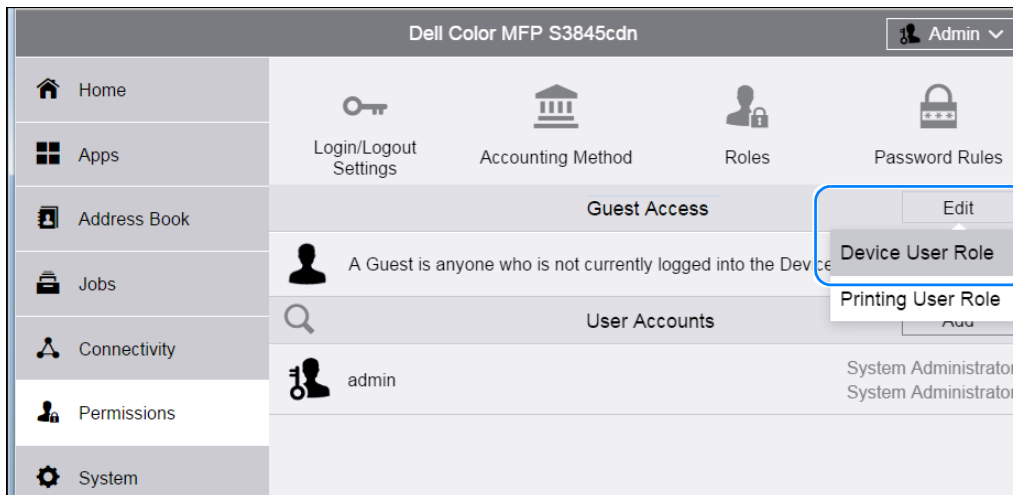 Dell Color MFP S3845cdn
Admin
Home
Apps
Address Book
Jobs
Connectivity
Permissions
System
Login/Logout
Settings
Accounting Method
Roles
***
Password Rules
Guest Access
Edit
A Guest is anyone who is not currently logged into the Device
Device User Role
Printing User Role
User Accounts
Add
admin
System Administrator
System Administrator